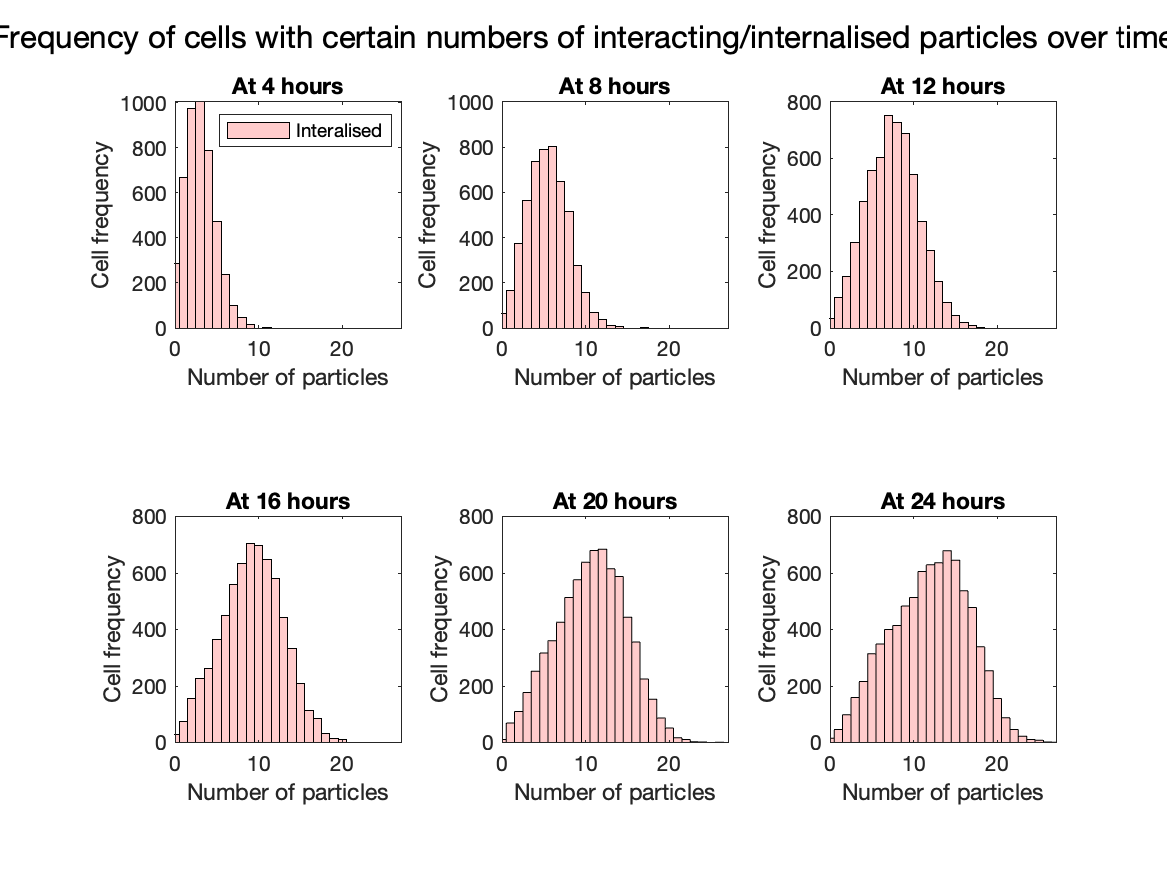 Frequency of cells with certain numbers of interacting/internalised particles over time
At 4 hours
1000
800
600
400
200
0
Cell frequency
Interalised
0 10 20
Number of particles
At 8 hours
1000
800
600
400
200
0
Cell frequency
0 10 20
Number of particles
At 12 hours
800
600
400
200
0
Cell frequency
0 10 20
Number of particles
At 16 hours
800
600
400
200
0
Cell frequency
0 10 20
Number of particles
At 20 hours
800
600
400
200
0
Cell frequency
0 10 20
Number of particles
At 24 hours
800
600
400
200
0
Cell frequency
0 10 20
Number of particles